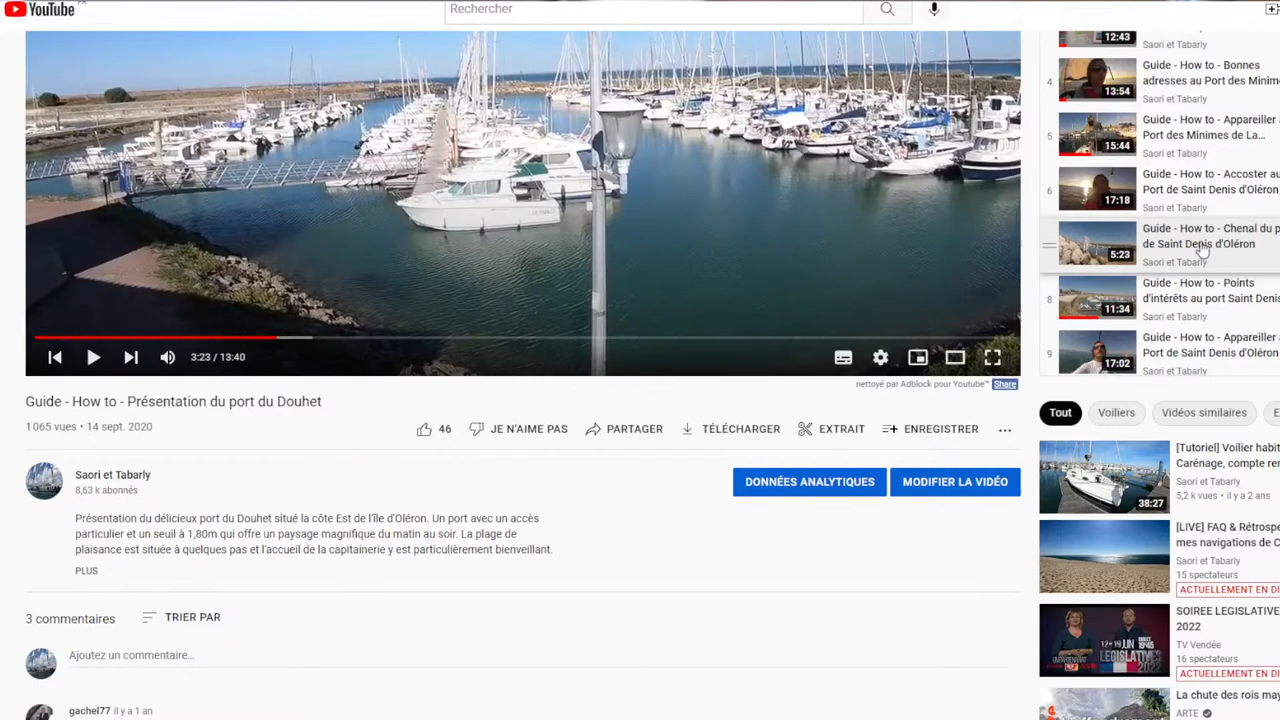 YouTube
Rechercher
12:43
Saori et Tabarly
4
13:54
Guide - How to - Bonnes
adresses au Port des Minim
Saori et Tabarly
5
15:44
Guide - How to - Appareiller
Port des Minimes de La...
Saori et Tabarly
6
17:18
Guide - How to - Accoster au
Port de Saint Denis d'Oléron
Saori et Tabarly
5:23
Guide - How to - Chenal du p
de Saint Denis d'Oléron
Saori et Tabarly
8
11:34
Guide - How to - Points
d'intérêts au port Saint Denis
Saori et Tabarly
9
17:02
Guide - How to - Appareiller
Port de Saint Denis d'Oléron
Saori et Tabarly
3:23 / 13:40
nettoyé par Adblock pour Youtube™ Share
Guide - How to - Présentation du port du Douhet
1 065 vues • 14 sept. 2020
46 JE N'AIME PAS PARTAGER TÉLÉCHARGER EXTRAIT ENREGISTRER ...
Saori et Tabarly
8,63 k abonnés
DONNÉES ANALYTIQUES MODIFIER LA VIDÉO
Présentation du délicieux port du Douhet situé la côte Est de l'île d'Oléron. Un port avec un accès
particulier et un seuil à 1,80m qui offre un paysage magnifique du matin au soir. La plage de
plaisance est située à quelques pas et l'accueil de la capitainerie y est particulièrement bienveillant.
PLUS
3 commentaires TRIER PAR
Ajoutez un commentaire...
gachel77 il y a 1 an
Tout Voiliers Vidéos similaires
38:27
[Tutoriel] Voilier habit
Carénage, compte ren
Saori et Tabarly
5,2 k vues • il y a 2 ans
[LIVE] FAQ & Rétrospe
mes navigations de C
Saori et Tabarly
15 spectateurs
ACTUELLEMENT EN DI
12 19 JUIN
LEGISLATIVES
2022
SOIREE LEGISLATIVE
2022
TV Vendée
16 spectateurs
ACTUELLEMENT EN DI
La chute des rois may
ARTE